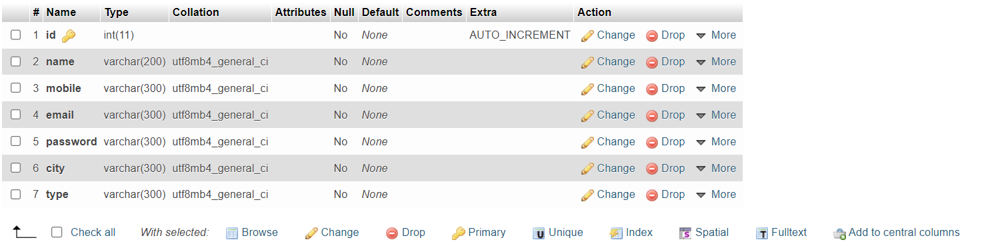 # Name Type Collation Attributes Null Default Comments Extra Action
1 id int(11) No None AUTO_INCREMENT Change Drop More
2 name varchar(200) utf8mb4_general_ci No None Change Drop More
3 mobile varchar(300) utf8mb4_general_ci No None Change Drop More
4 email varchar(300) utf8mb4_general_ci No None Change Drop More
5 password varchar(300) utf8mb4_general_ci No None Change Drop More
6 city varchar(300) utf8mb4_general_ci No None Change Drop More
7 type varchar(300) utf8mb4_general_ci No None Change Drop More
Check all With selected: Browse Change Drop Primary U Unique Index S Spatial T Fulltext Add to central columns